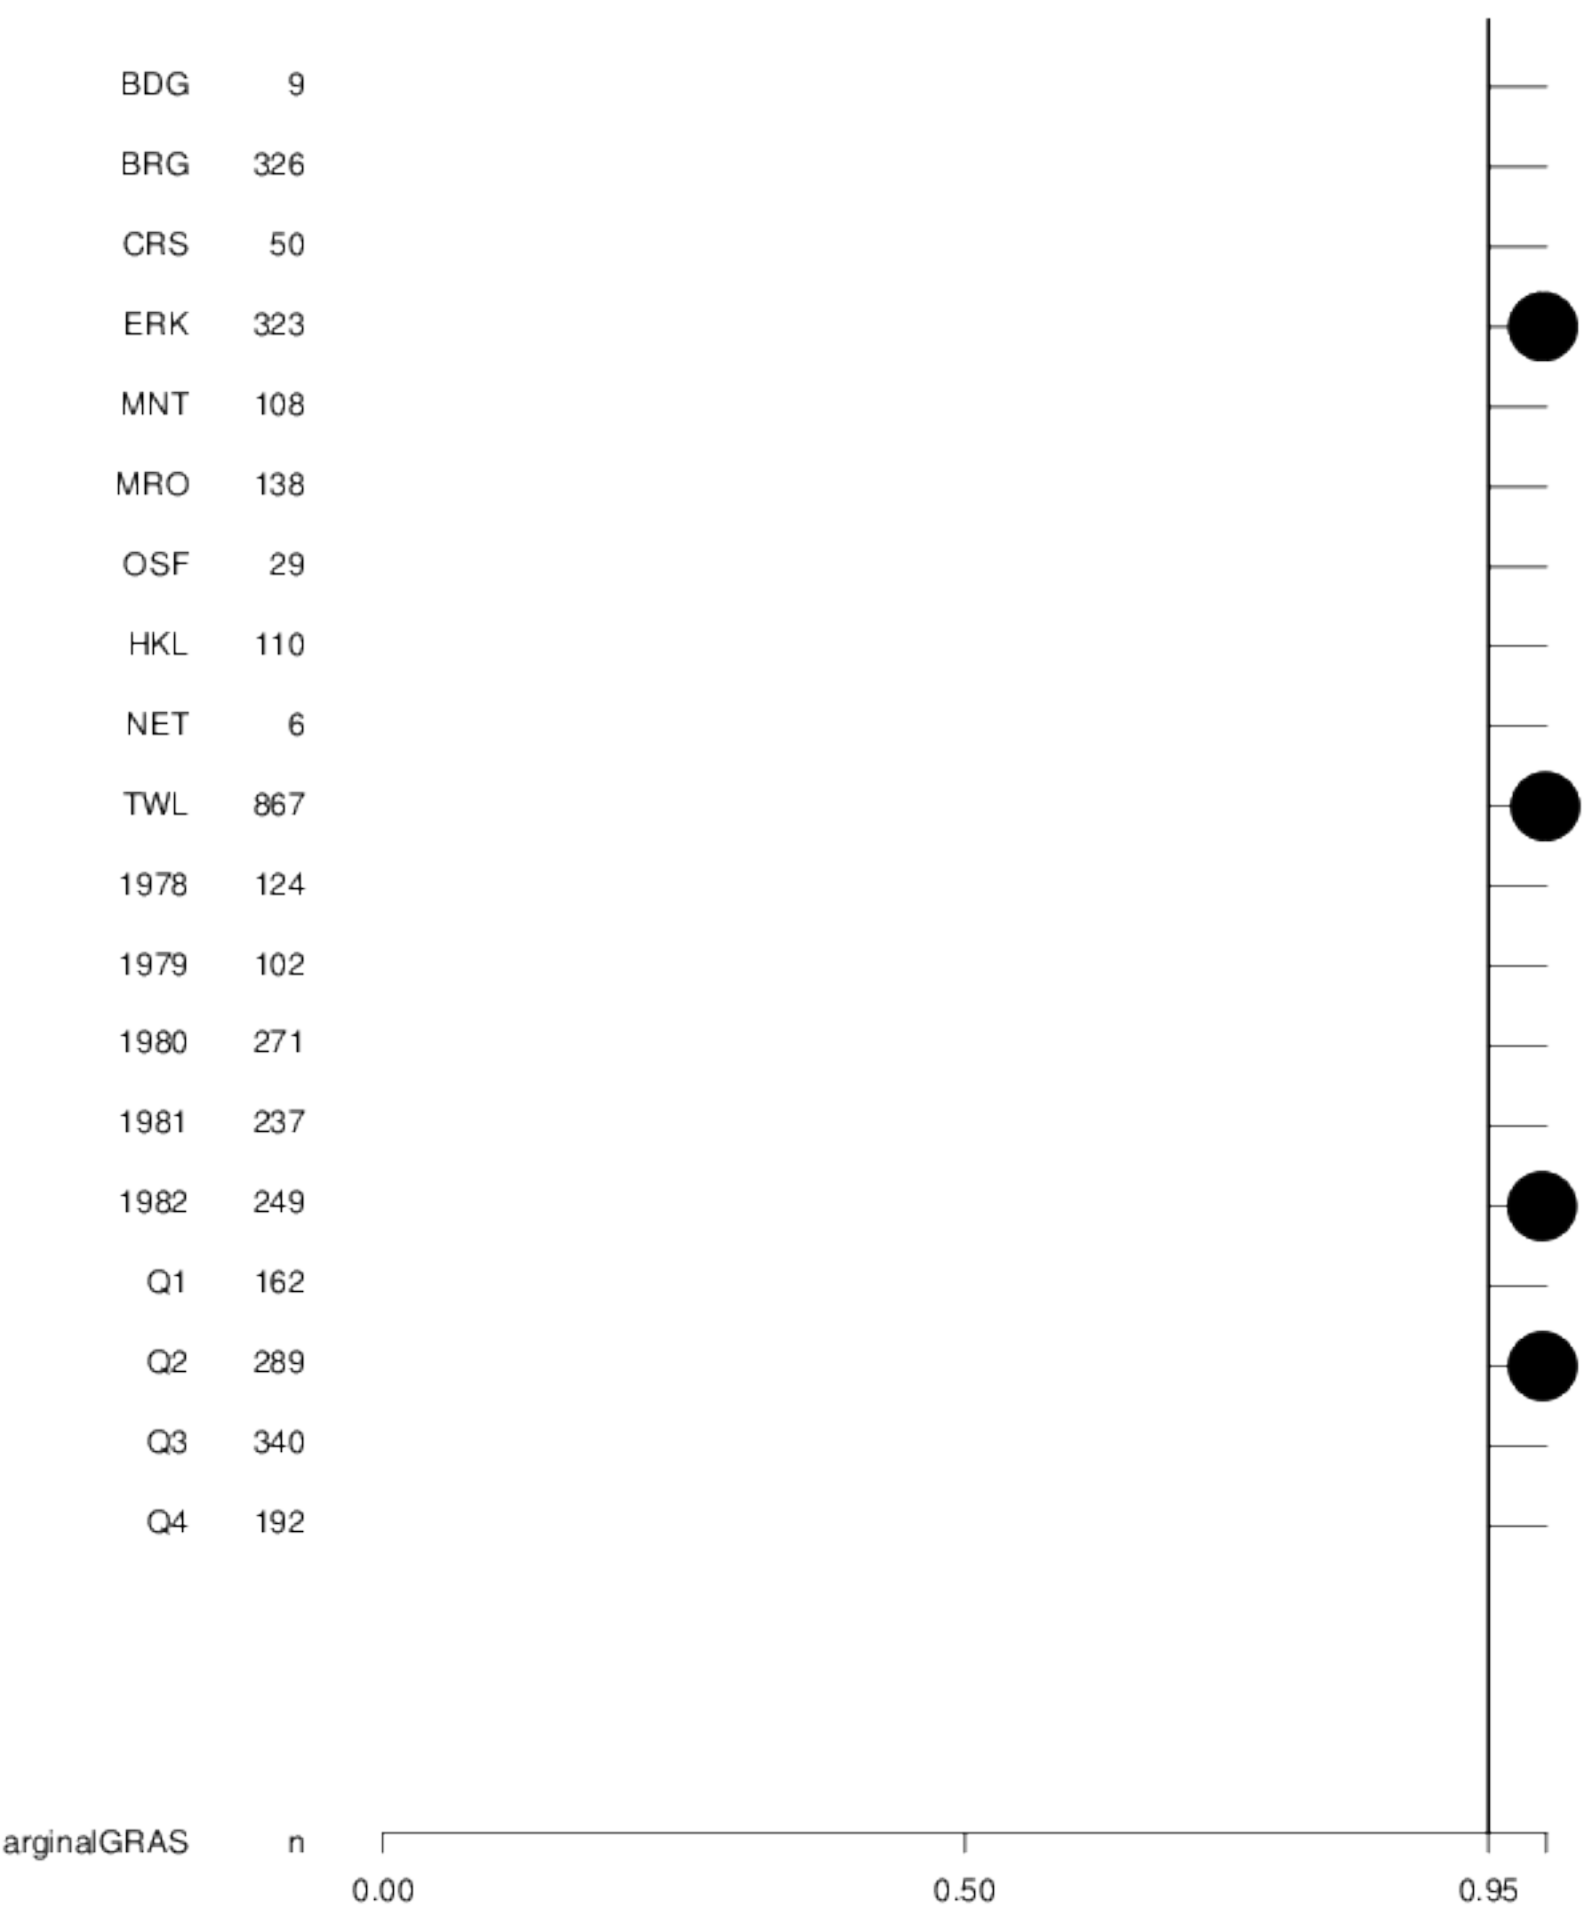 BDG 9
BRG 326
CRS 50
ERK 323
MNT 108
MRO 138
OSF 29
HKL 110
NET 6
TWL 867
1978 124
1979 102
1980 271
1981 237
1982 249
Q1 162
Q2 289
Q3 340
Q4 192
arginalGRAS n
0.00 0.50 0.95